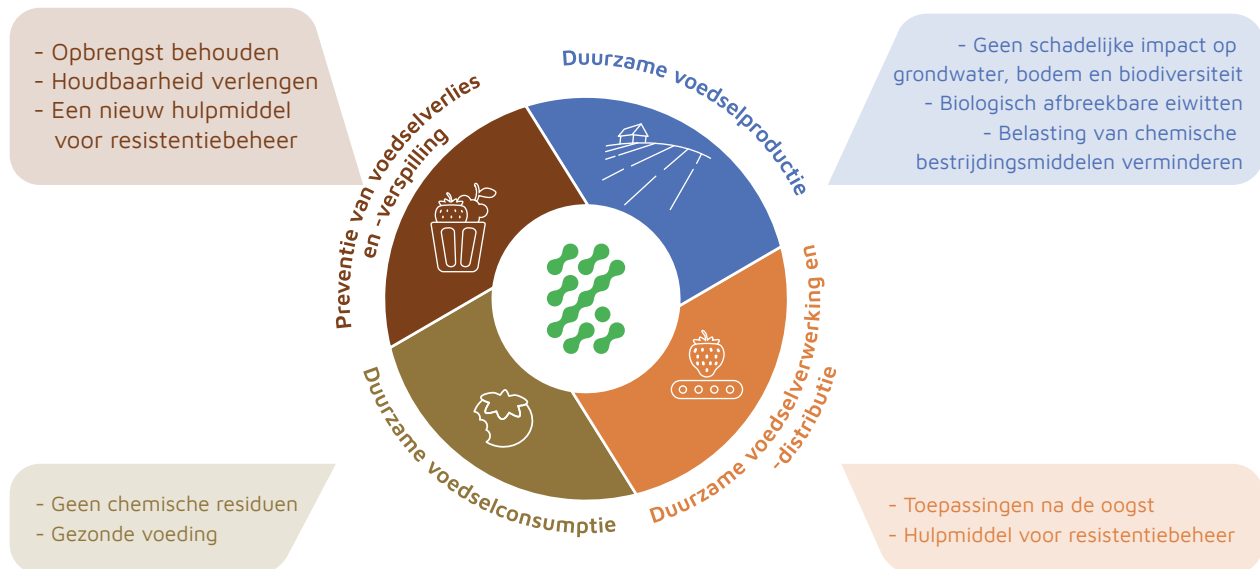 - Opbrengst behouden
- Houdbaarheid verlengen
- Een nieuw hulpmiddel
voor resistentiebeheer
Preventie van voedselverlies
en -verspilling
Duurzame voedselproductie
- Geen schadelijke impact op
grondwater, bodem en biodiversiteit
- Biologisch afbreekbare eiwitten
- Belasting van chemische
bestrijdingsmiddelen verminderen
Duurzame voedselverwerking en
-distributie
Duurzame voedselconsumptie
- Geen chemische residuen
- Gezonde voeding
- Toepassingen na de oogst
- Hulpmiddel voor resistentiebeheer